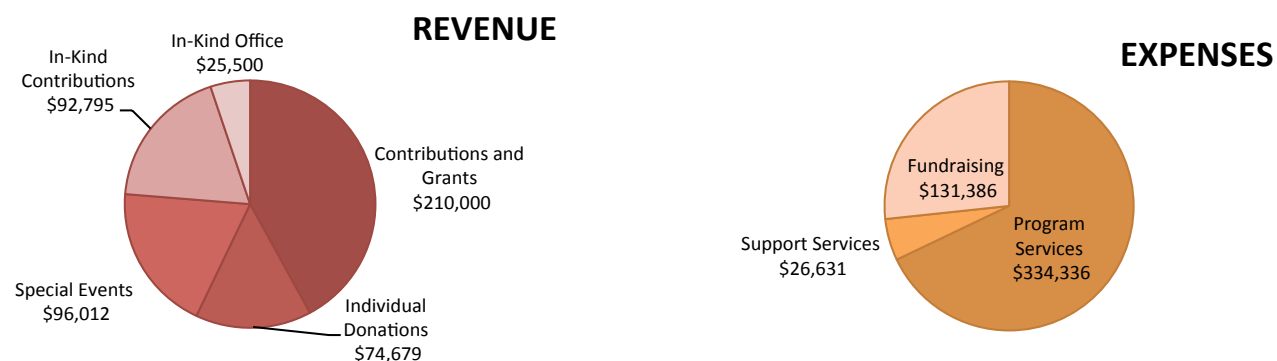 REVENUE
In-Kind Office
$25,500
In-Kind
Contributions
$92,795
Contributions and
Grants
$210,000
Special Events
$96,012
Individual
Donations
$74,679
EXPENSES
Fundraising
$131,386
Support Services
$26,631
Program
Services
$334,336